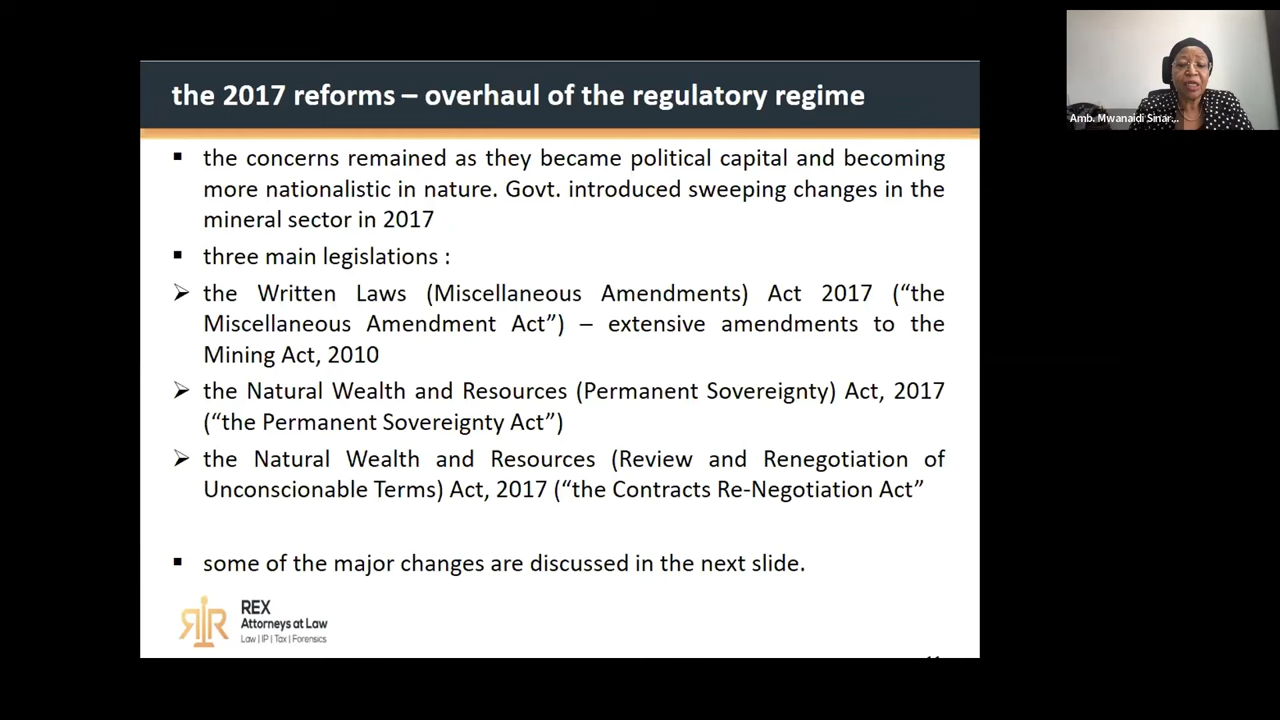 the 2017 reforms – overhaul of the regulatory regime
▪ the concerns remained as they became political capital and becoming
more nationalistic in nature. Govt. introduced sweeping changes in the
mineral sector in 2017
▪ three main legislations :
➢ the Written Laws (Miscellaneous Amendments) Act 2017 (“the
Miscellaneous Amendment Act”) – extensive amendments to the
Mining Act, 2010
➢ the Natural Wealth and Resources (Permanent Sovereignty) Act, 2017
(“the Permanent Sovereignty Act”)
➢ the Natural Wealth and Resources (Review and Renegotiation of
Unconscionable Terms) Act, 2017 (“the Contracts Re-Negotiation Act”
▪ some of the major changes are discussed in the next slide.
REX
Attorneys at Law
Law | IP | Tax | Forensics
Amb. Mwanaidi Sinar...